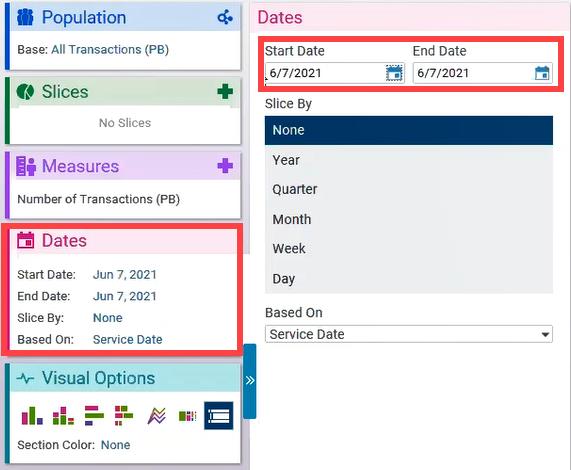 Population
Base: All Transactions (PB)
Slices
No Slices
Measures
Number of Transactions (PB)
Dates
Start Date: Jun 7, 2021
End Date: Jun 7, 2021
Slice By: None
Based On: Service Date
Visual Options
Section Color: None
Dates
Start Date End Date
6/7/2021 6/7/2021
Slice By
None
Year
Quarter
Month
Week
Day
Based On
Service Date